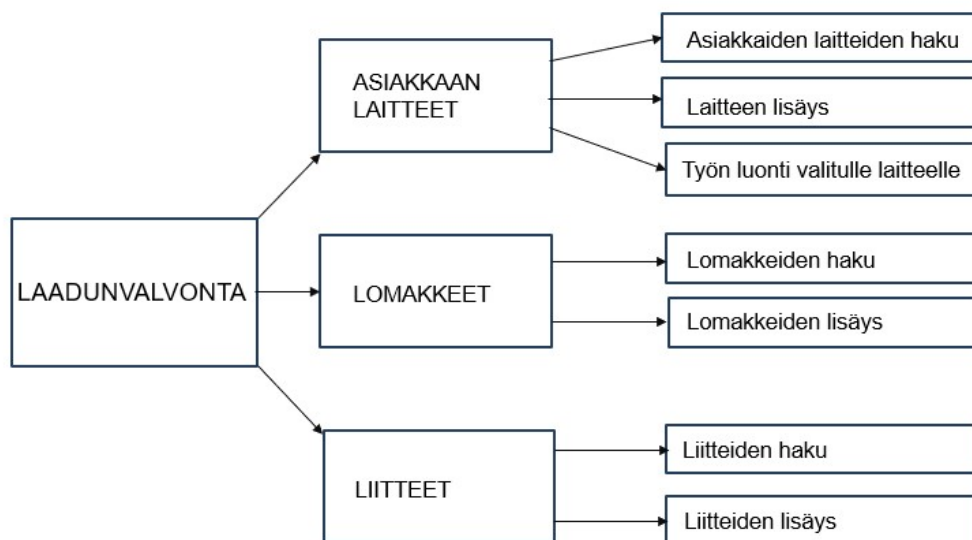 LAADUNVALVONTA
ASIAKKAAN
LAITTEET
Asiakkaiden laitteiden haku
Laitteen lisäys
Työn luonti valitulle laitteelle
LOMAKKEET
Lomakkeiden haku
Lomakkeiden lisäys
LIITTEET
Liitteiden haku
Liitteiden lisäys